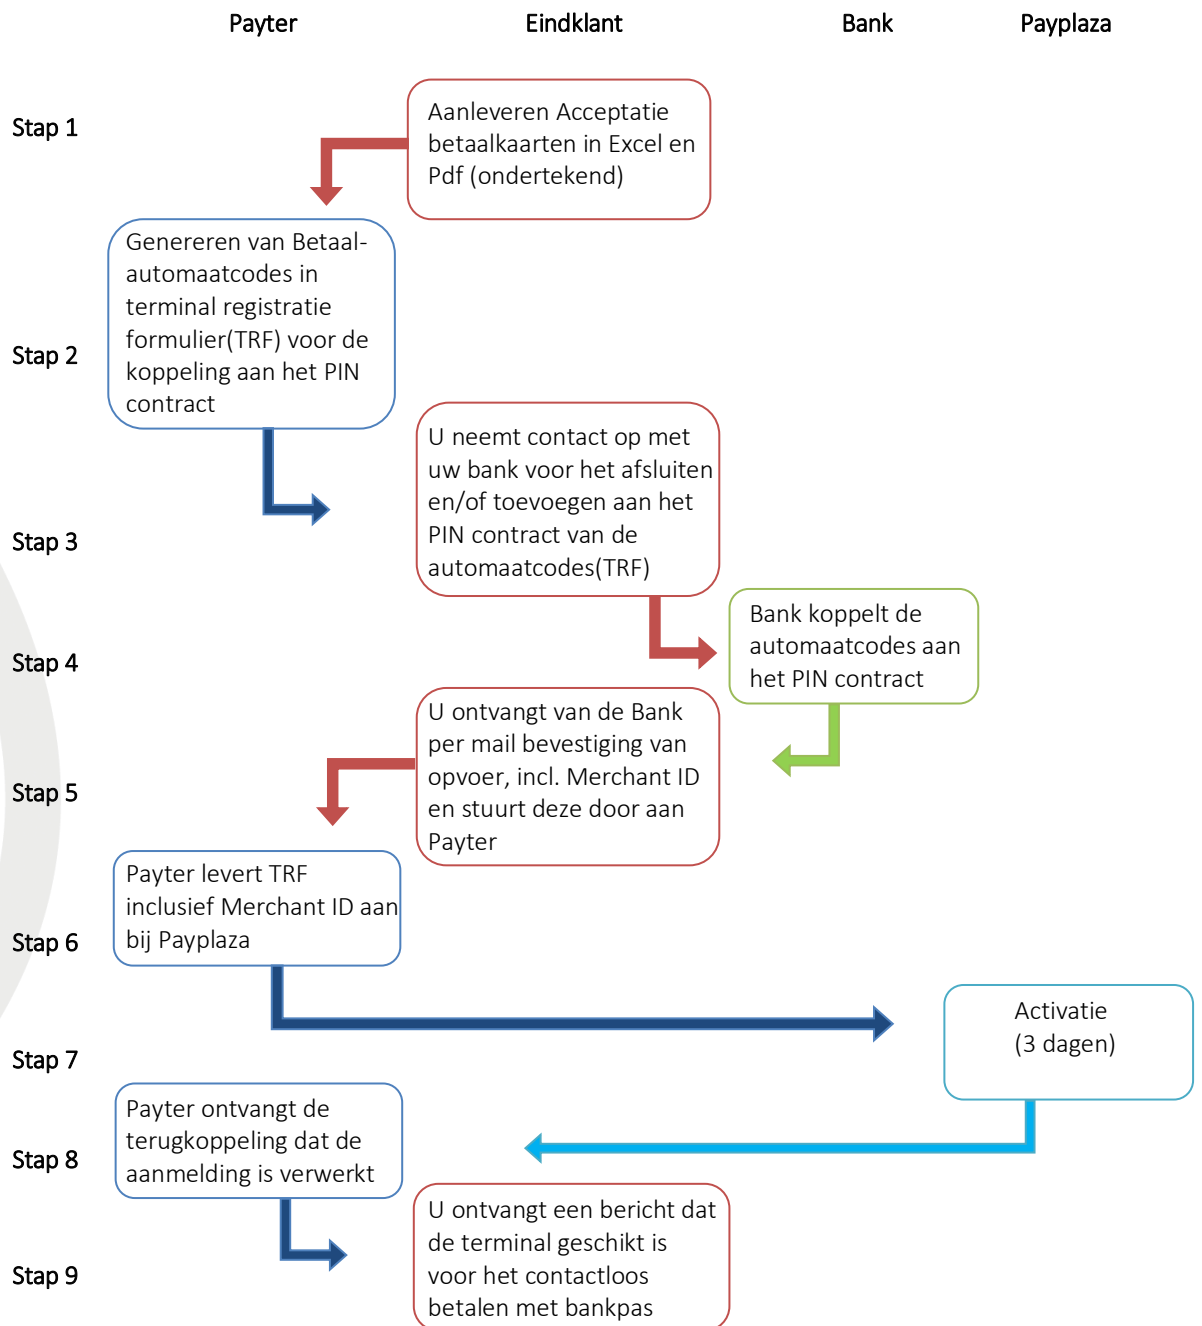 Payter Eindklant Bank Payplaza
Stap 1
Aanleveren Acceptatie
betaalkaarten in Excel en
Pdf (ondertekend)
Stap 2
Genereren van Betaal-
automaatcodes in
terminal registratie
formulier(TRF) voor de
koppeling aan het PIN
contract
Stap 3
U neemt contact op met
uw bank voor het afsluiten
en/of toevoegen aan het
PIN contract van de
automaatcodes(TRF)
Stap 4
Bank koppelt de
automaatcodes aan
het PIN contract
Stap 5
U ontvangt van de Bank
per mail bevestiging van
opvoer, incl. Merchant ID
en stuurt deze door aan
Payter
Stap 6
Payter levert TRF
inclusief Merchant ID aan
bij Payplaza
Stap 7
Activatie
(3 dagen)
Stap 8
Payter ontvangt de
terugkoppeling dat de
aanmelding is verwerkt
Stap 9
U ontvangt een bericht dat
de terminal geschikt is
voor het contactloos
betalen met bankpas